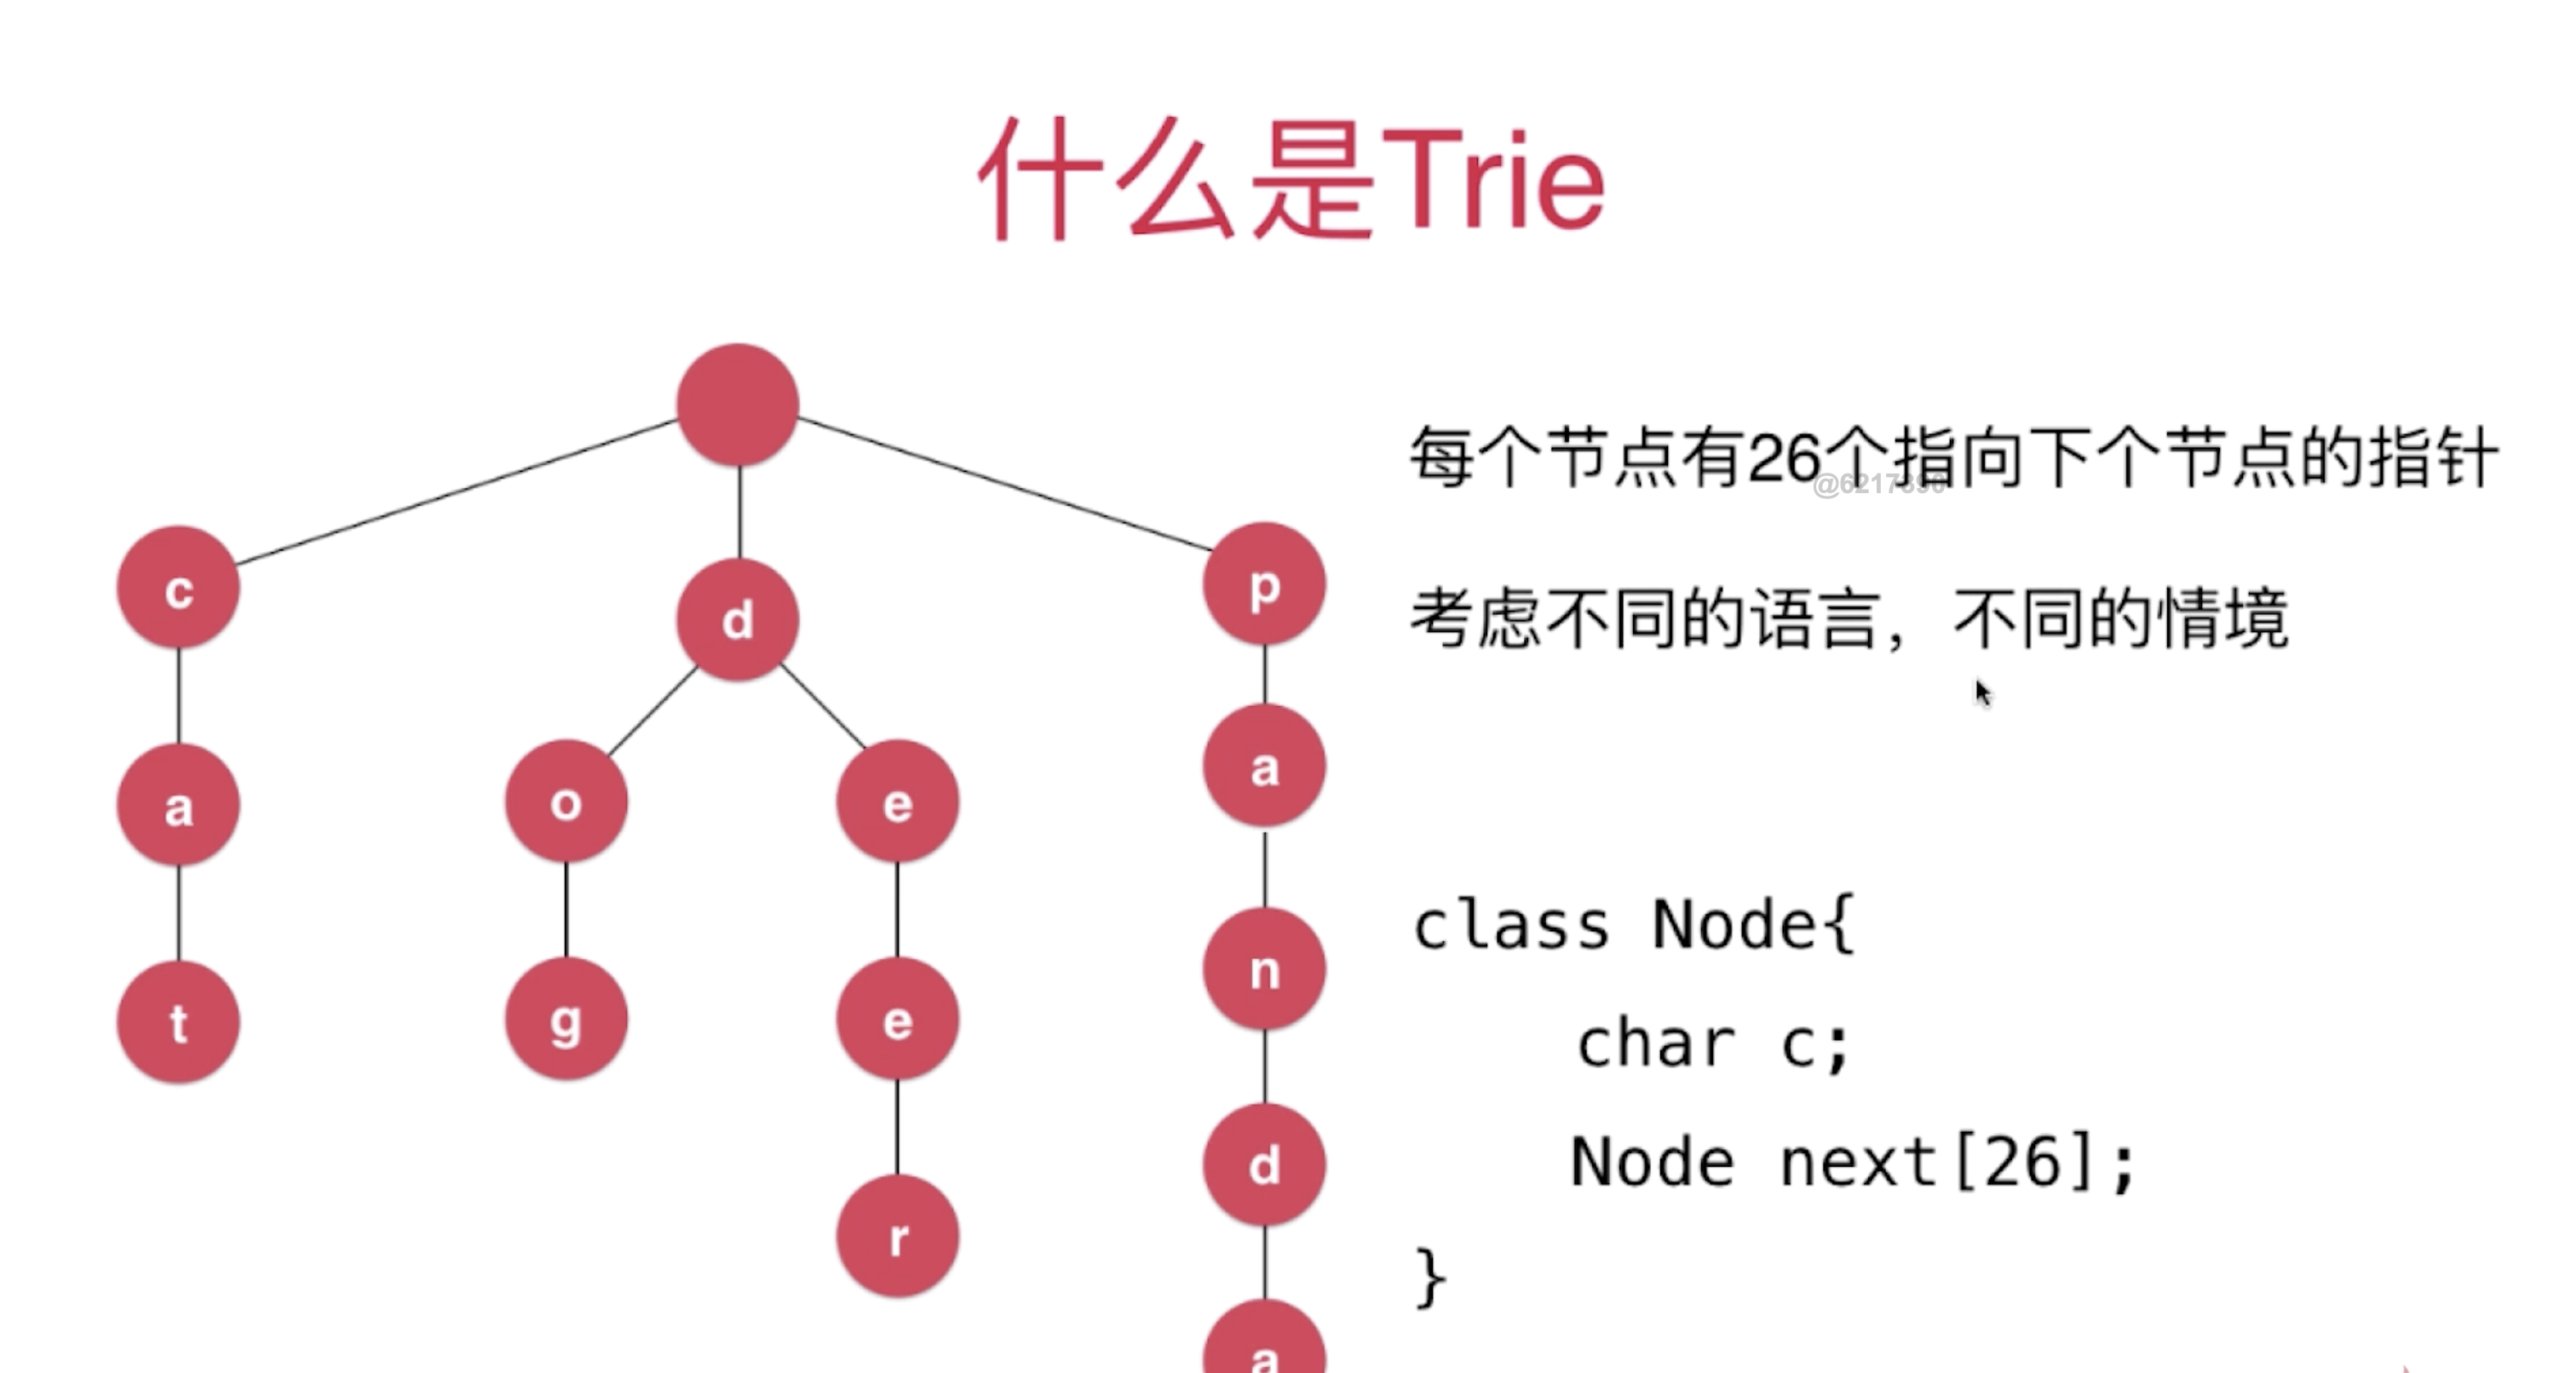 什么是Trie
每个节点有26个指向下个节点的指针
考虑不同的语言，不同的情境
c
d
p
a
o
e
a
t
g
e
n
r
d
a
class Node{
char c;
Node next[26];
}